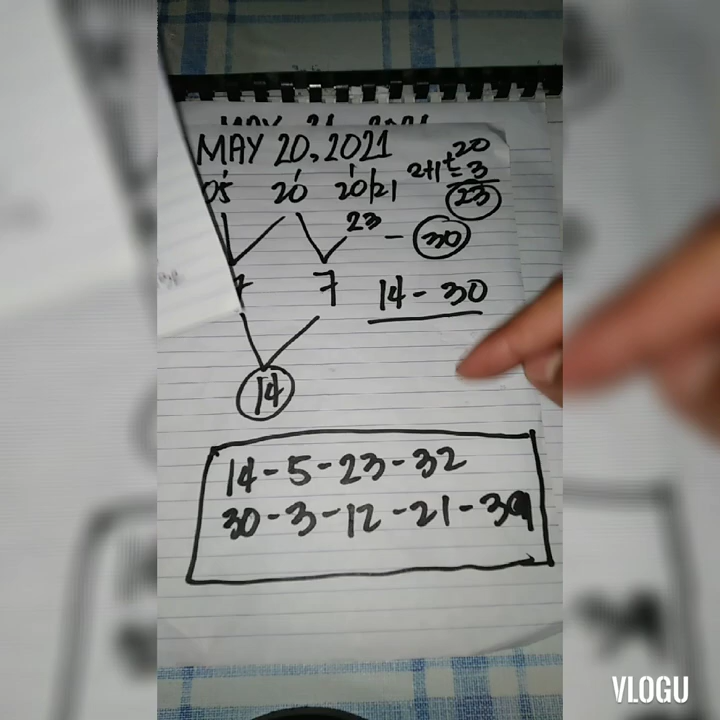 MAY 20, 2021
05 20 20/21
+20
2+1 = 3
23
23 - 30
7 7 14 - 30
14
14 - 5 - 23 - 32
30 - 3 - 12 - 21 - 39
VLOGU